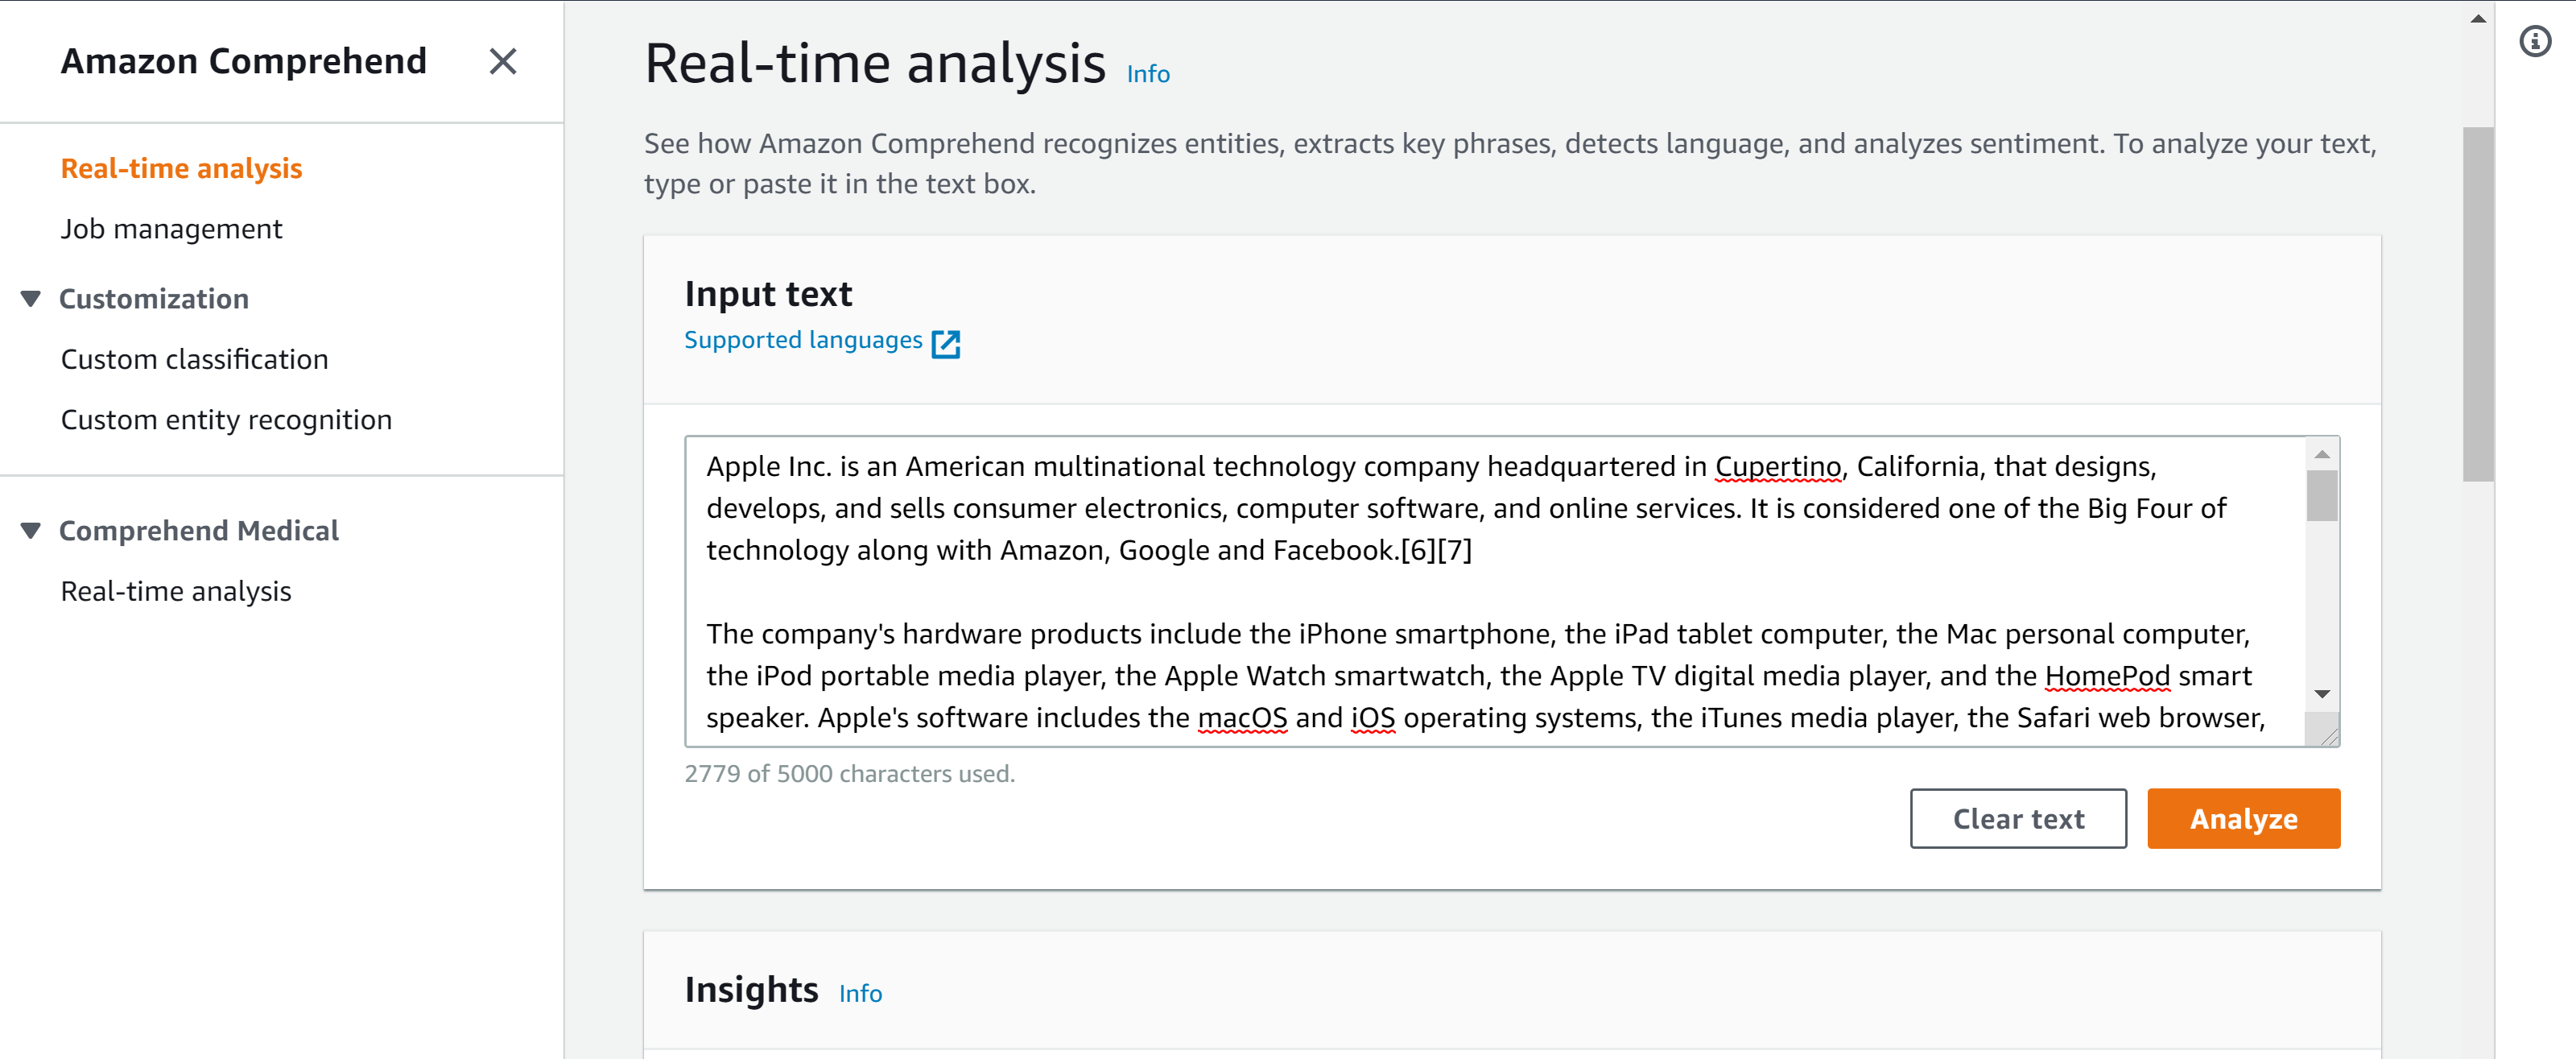 Amazon Comprehend
Real-time analysis
Job management
Customization
Custom classification
Custom entity recognition
Comprehend Medical
Real-time analysis
Real-time analysis Info
See how Amazon Comprehend recognizes entities, extracts key phrases, detects language, and analyzes sentiment. To analyze your text,
type or paste it in the text box.
Input text
Supported languages
Apple Inc. is an American multinational technology company headquartered in Cupertino, California, that designs,
develops, and sells consumer electronics, computer software, and online services. It is considered one of the Big Four of
technology along with Amazon, Google and Facebook.[6][7]
The company's hardware products include the iPhone smartphone, the iPad tablet computer, the Mac personal computer,
the iPod portable media player, the Apple Watch smartwatch, the Apple TV digital media player, and the HomePod smart
speaker. Apple's software includes the macOS and iOS operating systems, the iTunes media player, the Safari web browser,
2779 of 5000 characters used.
Clear text
Analyze
Insights Info